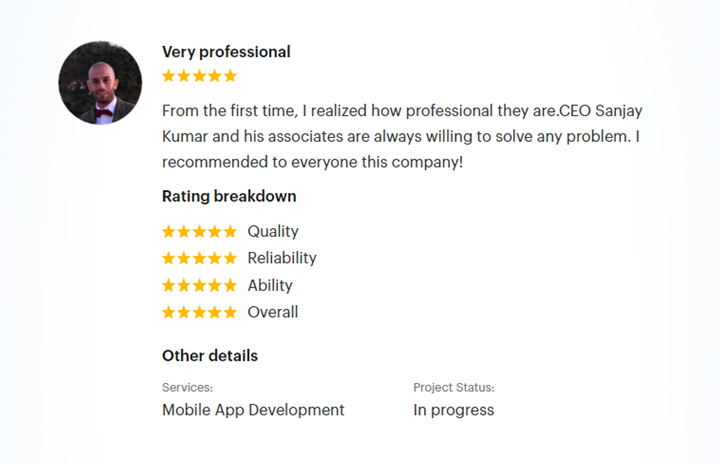 Very professional
From the first time, I realized how professional they are.CEO Sanjay
Kumar and his associates are always willing to solve any problem. I
recommended to everyone this company!
Rating breakdown
Quality
Reliability
Ability
Overall
Other details
Services:
Project Status:
Mobile App Development
In progress